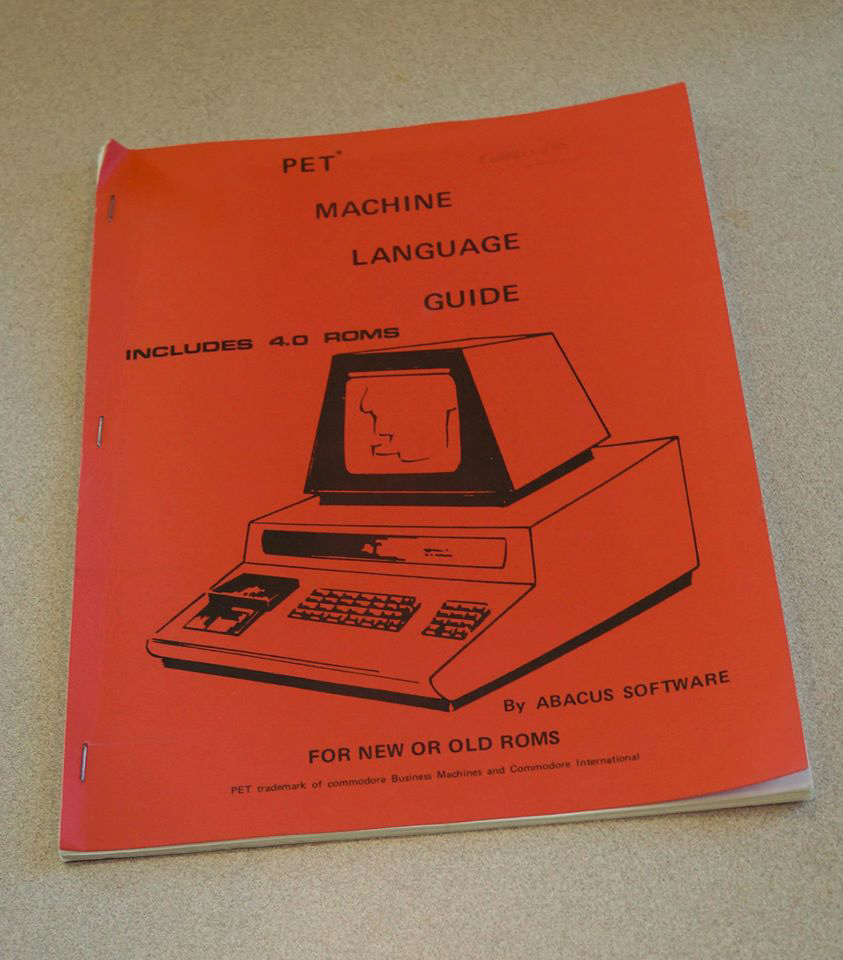 PET*
MACHINE
LANGUAGE
GUIDE
INCLUDES 4.0 ROMS
By ABACUS SOFTWARE
FOR NEW OR OLD ROMS
PET trademark of commodore Business Machines and Commodore International